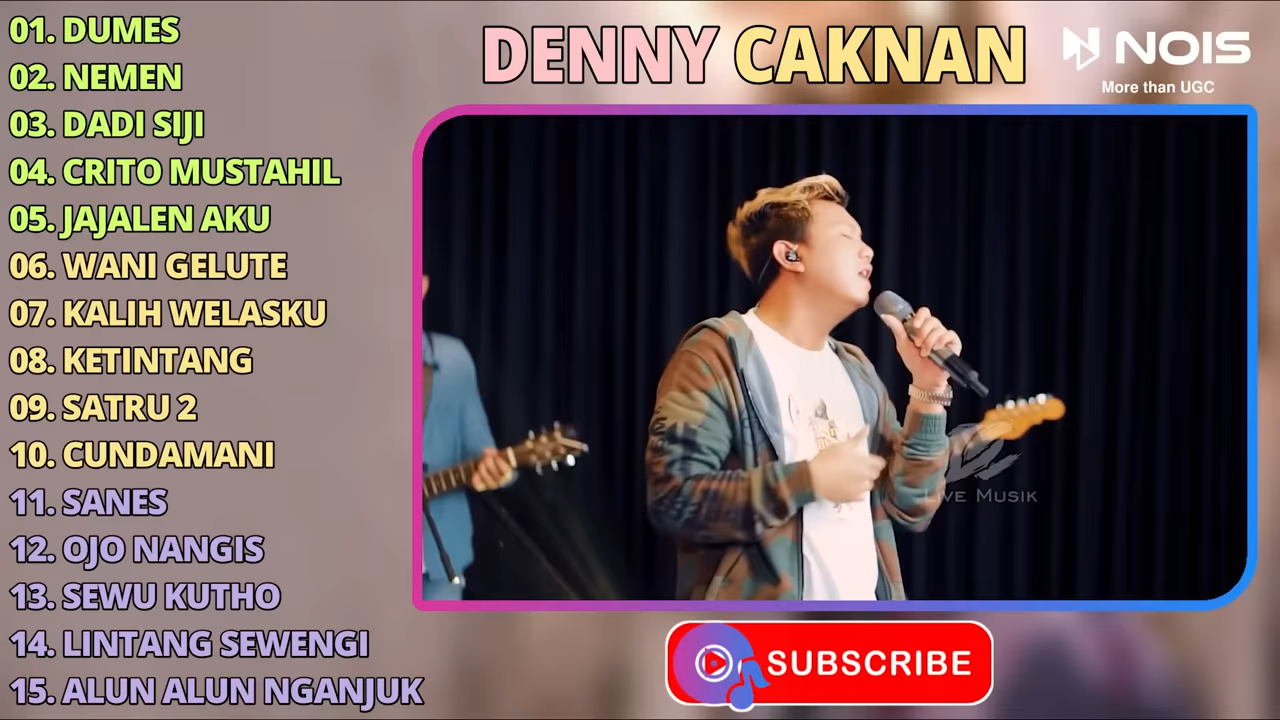 01. DUMES
02. NEMEN
03. DADI SIJI
04. CRITO MUSTAHIL
05. JAJALEN AKU
06. WANI GELUTE
07. KALIH WELASKU
08. KETINTANG
09. SATRU 2
10. CUNDAMANI
11. SANES
12. OJO NANGIS
13. SEWU KUTHO
14. LINTANG SEWENGI
15. ALUN ALUN NGANJUK
DENNY CAKNAN
NOIS
More than UGC
LIVE MUSIK
SUBSCRIBE